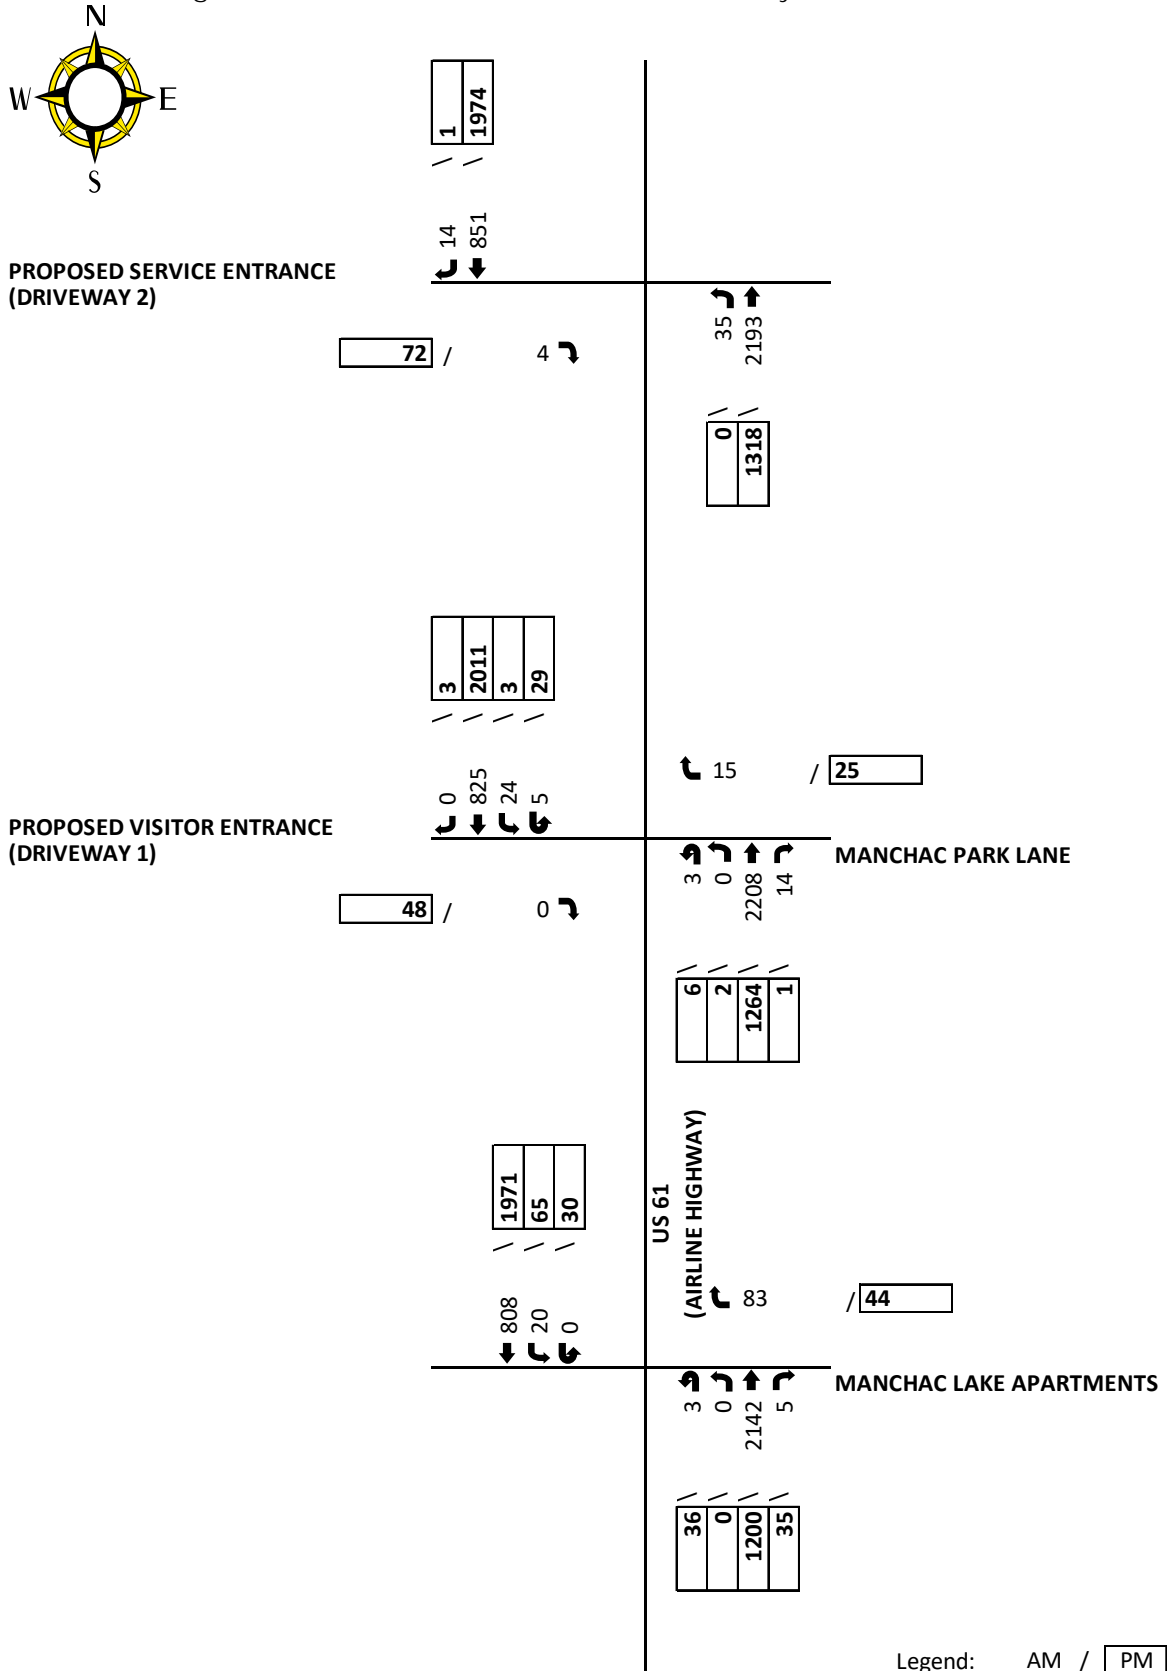 N
W E
S
1
1974
/ /
14
851
PROPOSED SERVICE ENTRANCE
(DRIVEWAY 2)
35
2193
72 / 4
/ /
0
1318
3
2011
3
29
/ / / /
15 / 25
0
825
24
5
PROPOSED VISITOR ENTRANCE
(DRIVEWAY 1)
MANCHAC PARK LANE
3
0
2208
14
48 / 0
/ / / /
6
2
1264
1
US 61
(AIRLINE HIGHWAY)
1971
65
30
/ / /
83 / 44
808
20
0
MANCHAC LAKE APARTMENTS
3
0
2142
5
/ / / /
36
0
1200
35
Legend: AM / PM